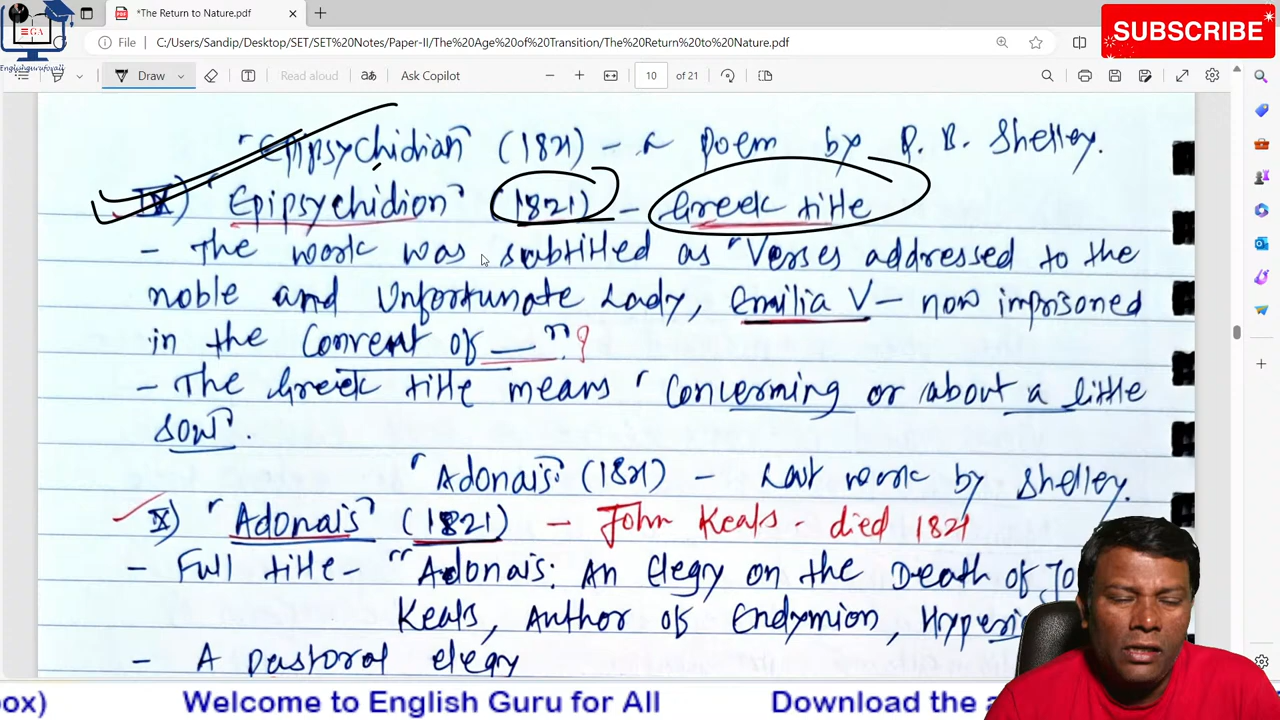 *The Return to Nature.pdf
EGA
Englishguruforall
File
C:/Users/Sandip/Desktop/SET/SET%20Notes/Paper-II/The%20Age%20of%20Transition/The%20Return%20to%20Nature.pdf
SUBSCRIBE
Draw
Read aloud
Ask Copilot
10
of 21
"Epipsychidian" (1821) - A Poem by P. B. Shelley.
IX) "Epipsychidion" (1821) - Greek title
- The work was subtitled as "Verses addressed to the
noble and Unfortunate Lady, Emilia V - now imprisoned
in the Convent of —"?
- The Greek title means "Concerning or about a little
soul".
"Adonais" (1821) - Last work by Shelley.
X) "Adonais" (1821) - John Keats - died 1821
- Full title - "Adonais: An Elegy on the Death of Jo
Keats, Author of Endymion, Hyperi
- A pastoral elegy
ox)
Welcome to English Guru for All
Download the a